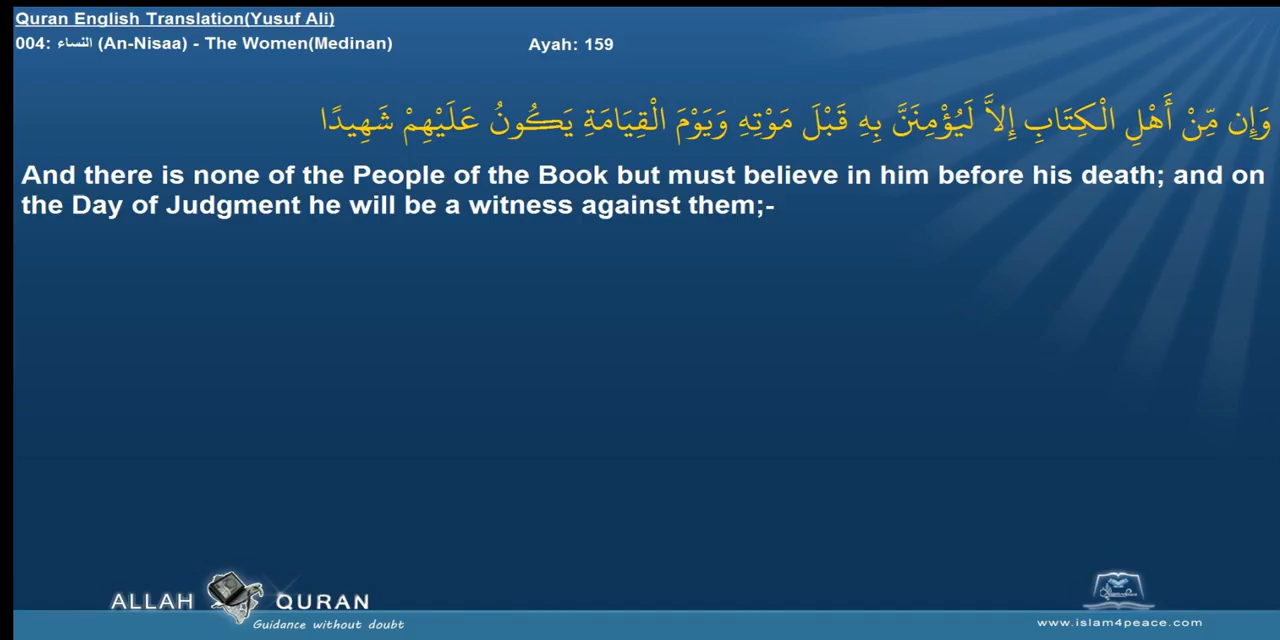 Quran English Translation(Yusuf Ali)
004: النساء (An-Nisaa) - The Women(Medinan) Ayah: 159
وَإِن مِّنْ أَهْلِ الْكِتَابِ إِلاَّ لَيُؤْمِنَنَّ بِهِ قَبْلَ مَوْتِهِ وَيَوْمَ الْقِيَامَةِ يَكُونُ عَلَيْهِمْ شَهِيدًا
And there is none of the People of the Book but must believe in him before his death; and on
the Day of Judgment he will be a witness against them;-
ALLAH QURAN
Guidance without doubt
www.islam4peace.com